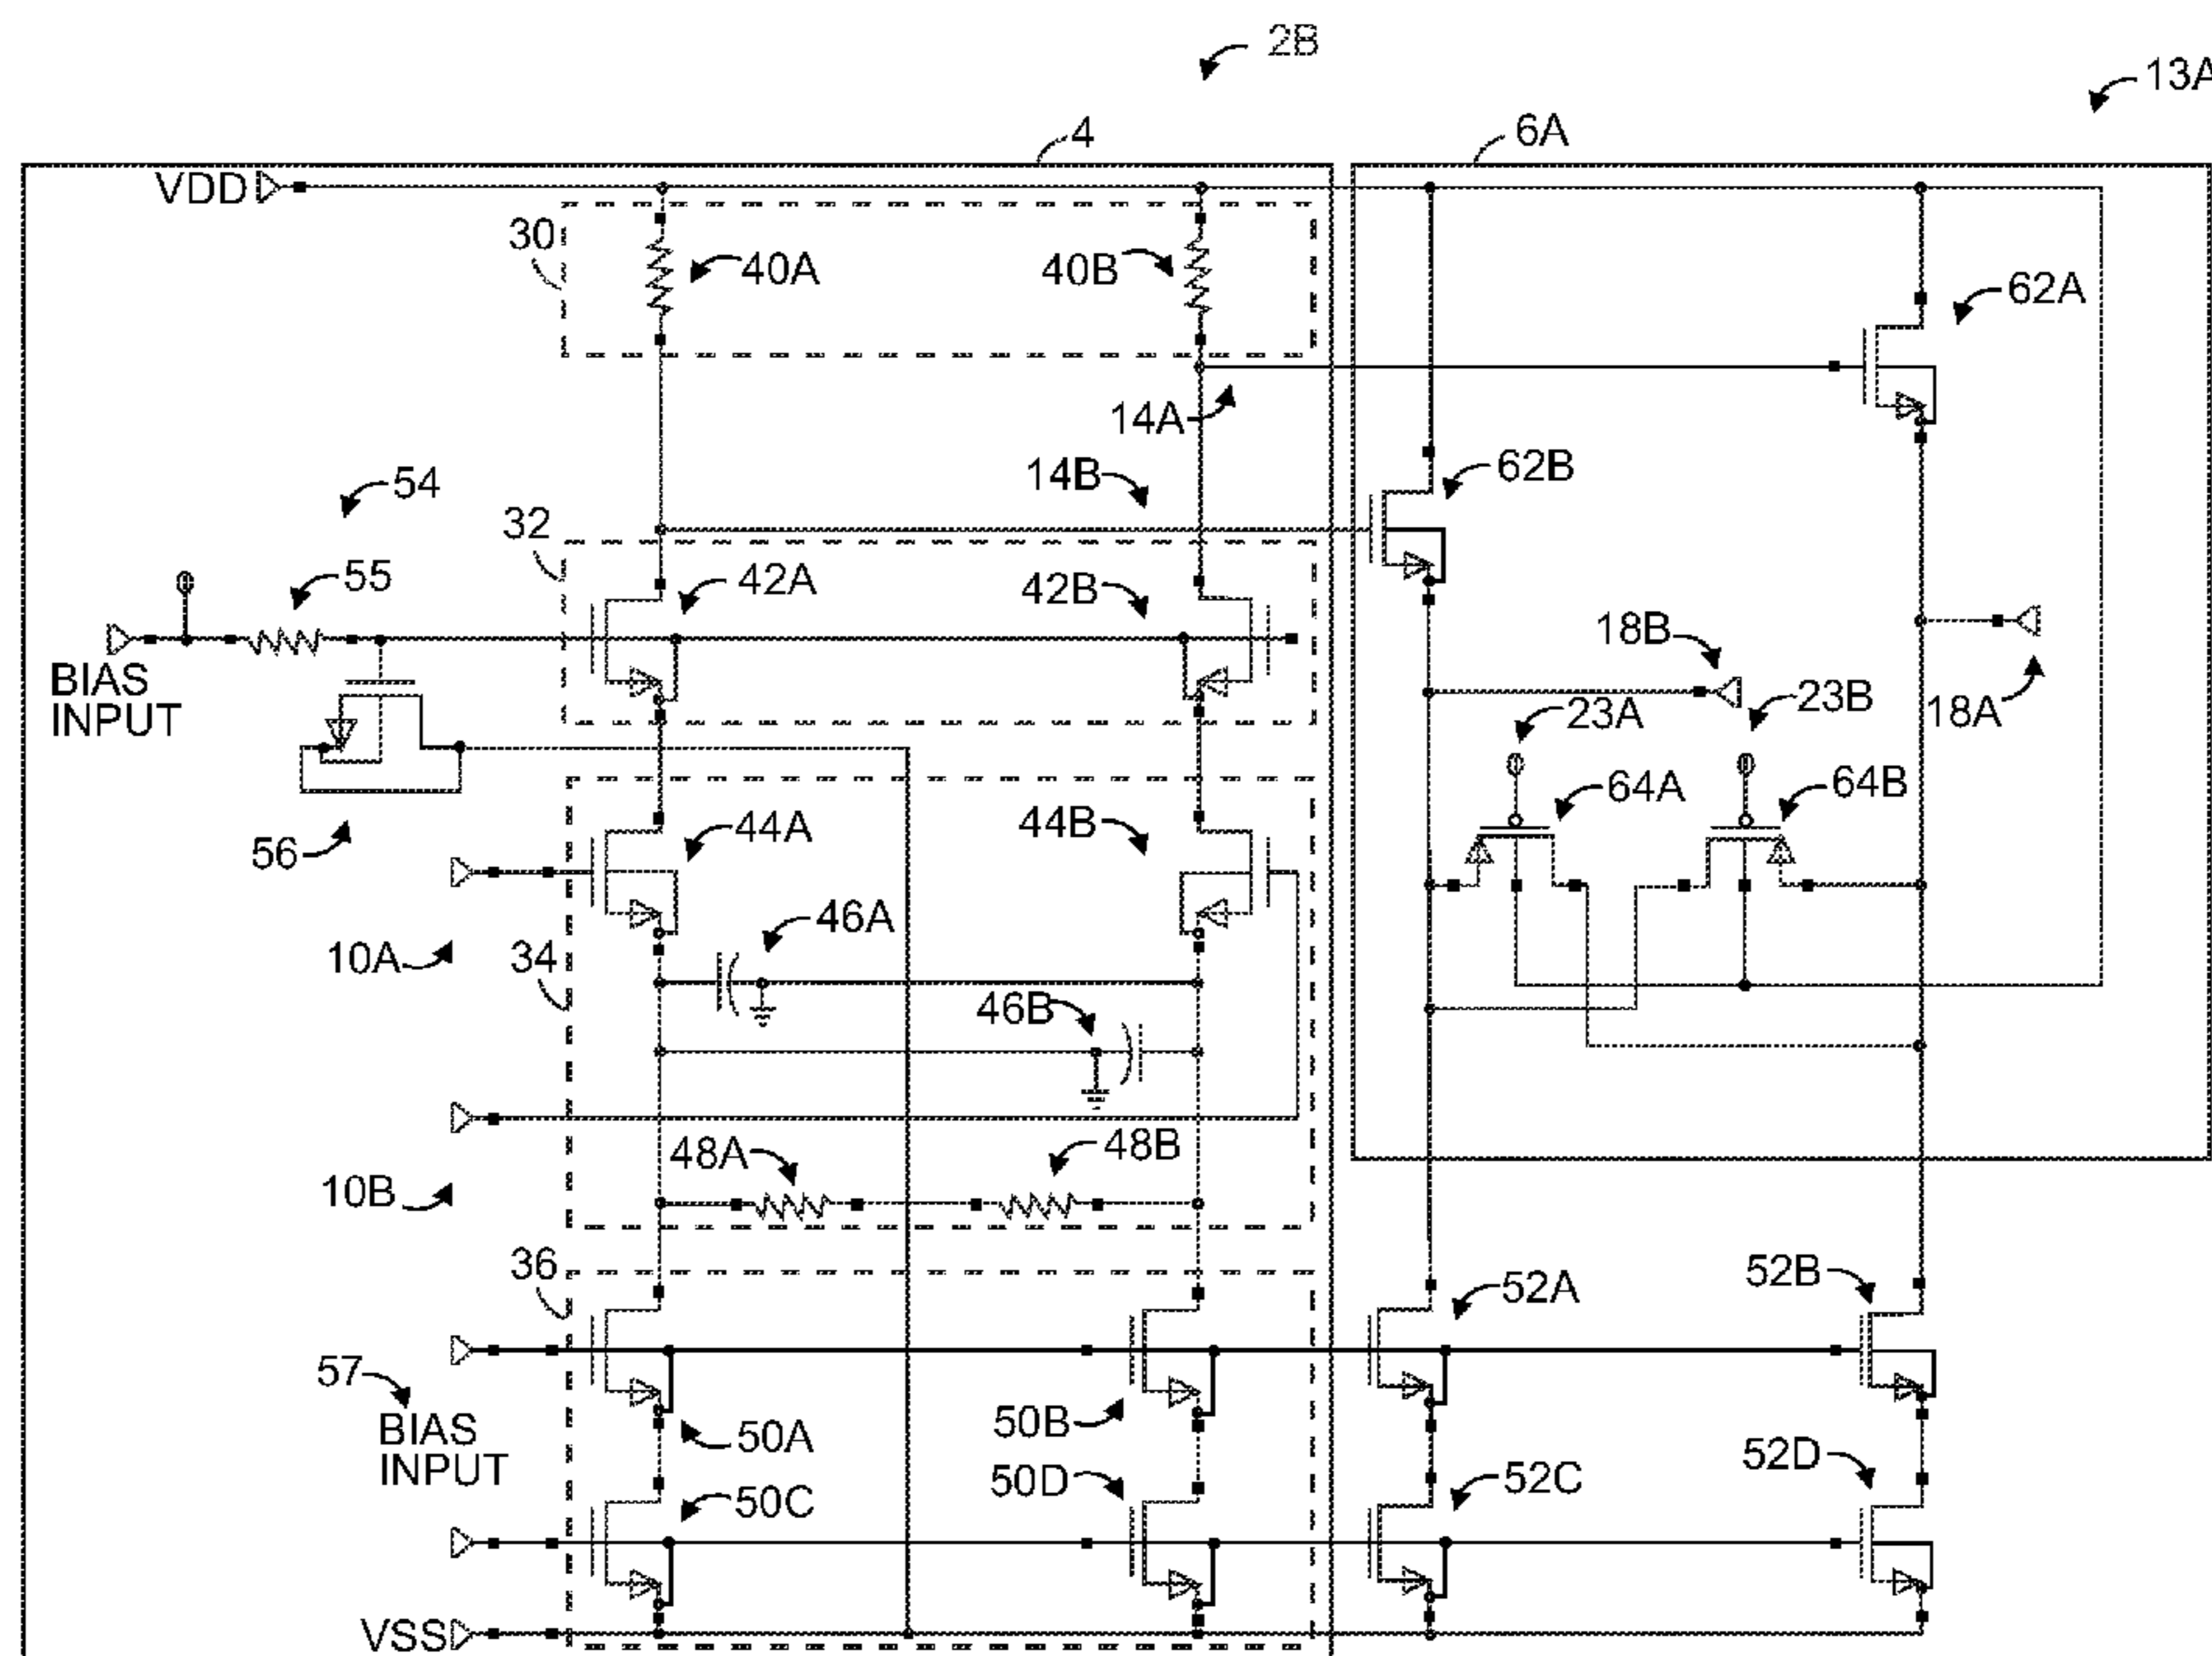 2B
13A
4
6A
VDD
30
40A
40B
62A
14A
14B
62B
54
32
55
42A
42B
18B
BIAS
INPUT
23A
23B
18A
64A
64B
56
44A
44B
10A
34
46A
46B
10B
48A
48B
36
52A
52B
57
BIAS
INPUT
50A
50B
52D
50C
50D
52C
VSS